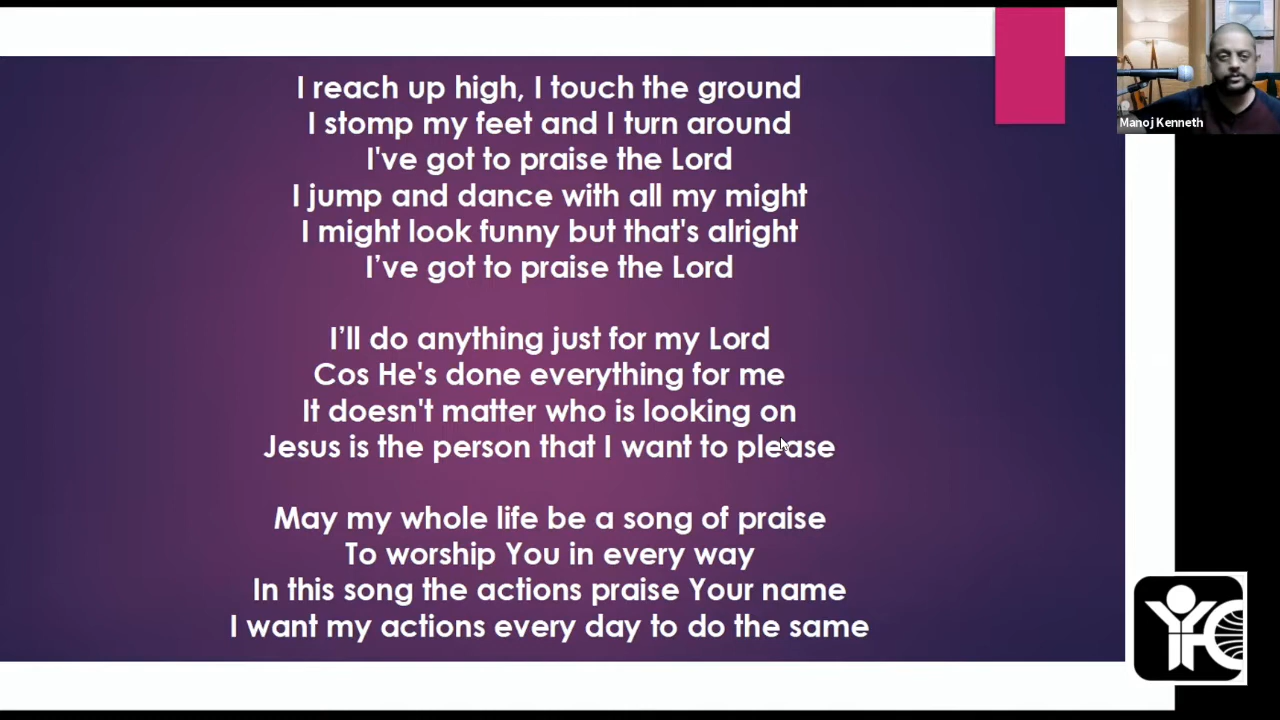 I reach up high, I touch the ground
I stomp my feet and I turn around
I've got to praise the Lord
I jump and dance with all my might
I might look funny but that's alright
I’ve got to praise the Lord
I’ll do anything just for my Lord
Cos He's done everything for me
It doesn't matter who is looking on
Jesus is the person that I want to please
May my whole life be a song of praise
To worship You in every way
In this song the actions praise Your name
I want my actions every day to do the same
Manoj Kenneth
YFC